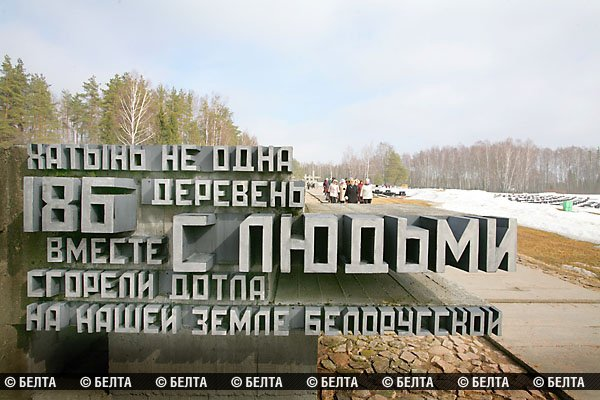 ХАТЫНЬ НЕ ОДНА
186 ДЕРЕВЕНЬ
ВМЕСТЕ С ЛЮДЬМИ
СГОРЕЛИ ДОТЛА
НА НАШЕЙ ЗЕМЛЕ БЕЛОРУССКОЙ
© БЕЛТА © БЕЛТА © БЕЛТА © БЕЛТА © БЕЛТА © БЕЛТА © БЕЛТА © БЕЛТА